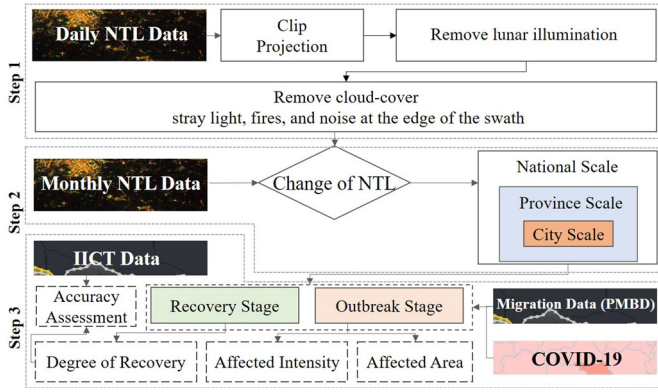 Step 1
Daily NTL Data
Clip
Projection
Remove lunar illumination
Remove cloud-cover
stray light, fires, and noise at the edge of the swath
Step 2
Monthly NTL Data
Change of NTL
National Scale
Province Scale
City Scale
Step 3
IICT Data
Accuracy
Assessment
Recovery Stage
Outbreak Stage
Migration Data (PMBD)
Degree of Recovery
Affected Intensity
Affected Area
COVID-19